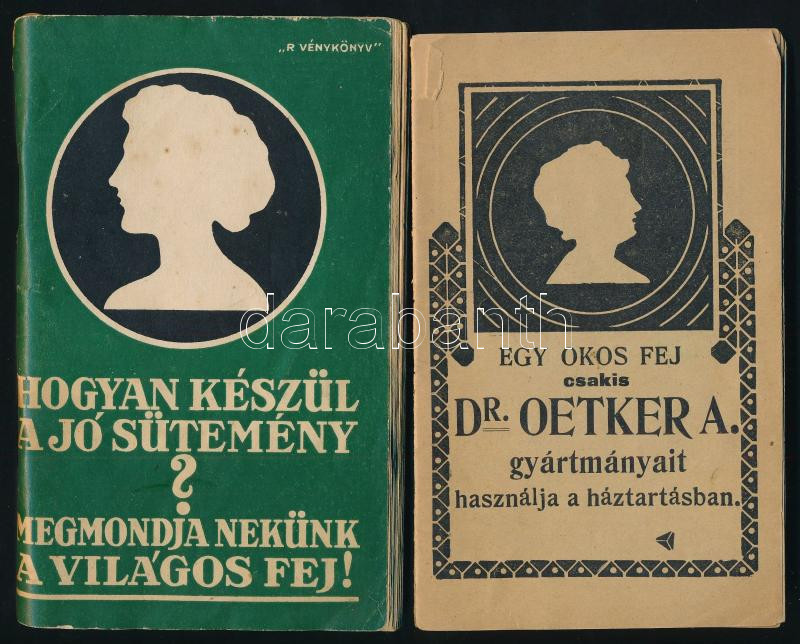 „R VÉNYKÖNYV”
HOGYAN KÉSZÜL
A JÓ SÜTEMÉNY
?
MEGMONDJA NEKÜNK
A VILÁGOS FEJ!
EGY OKOS FEJ
csakis
DR. OETKER A.
gyártmányait
használja a háztartásban.
darabanth